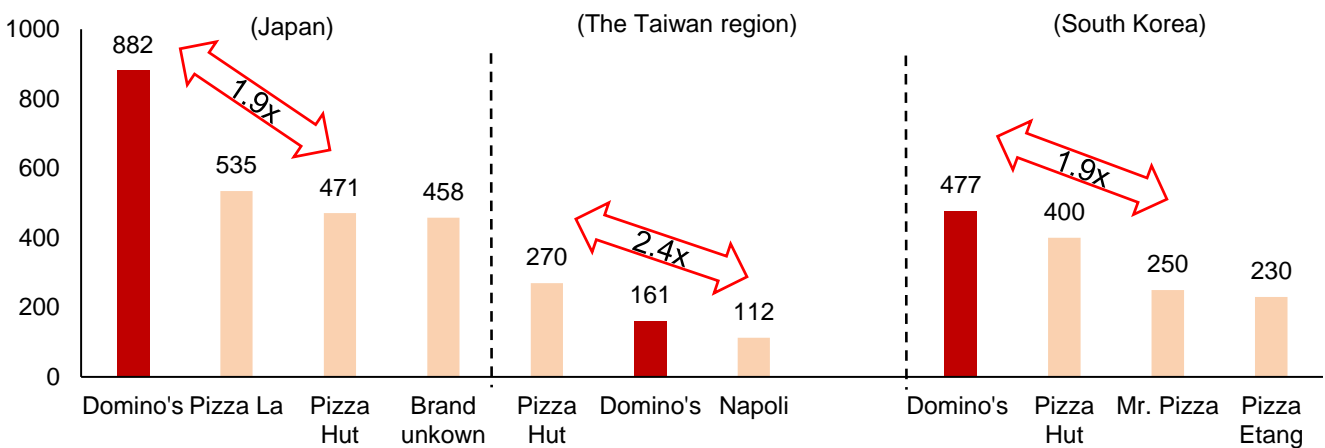 (Japan)
(The Taiwan region)
(South Korea)
1000
800
600
400
200
0
882
535
471
458
1.9x
270
161
112
2.4x
477
400
250
230
1.9x
Domino's
Pizza La
Pizza
Hut
Brand
unkown
Pizza
Hut
Domino's
Napoli
Domino's
Pizza
Hut
Mr. Pizza
Pizza
Etang